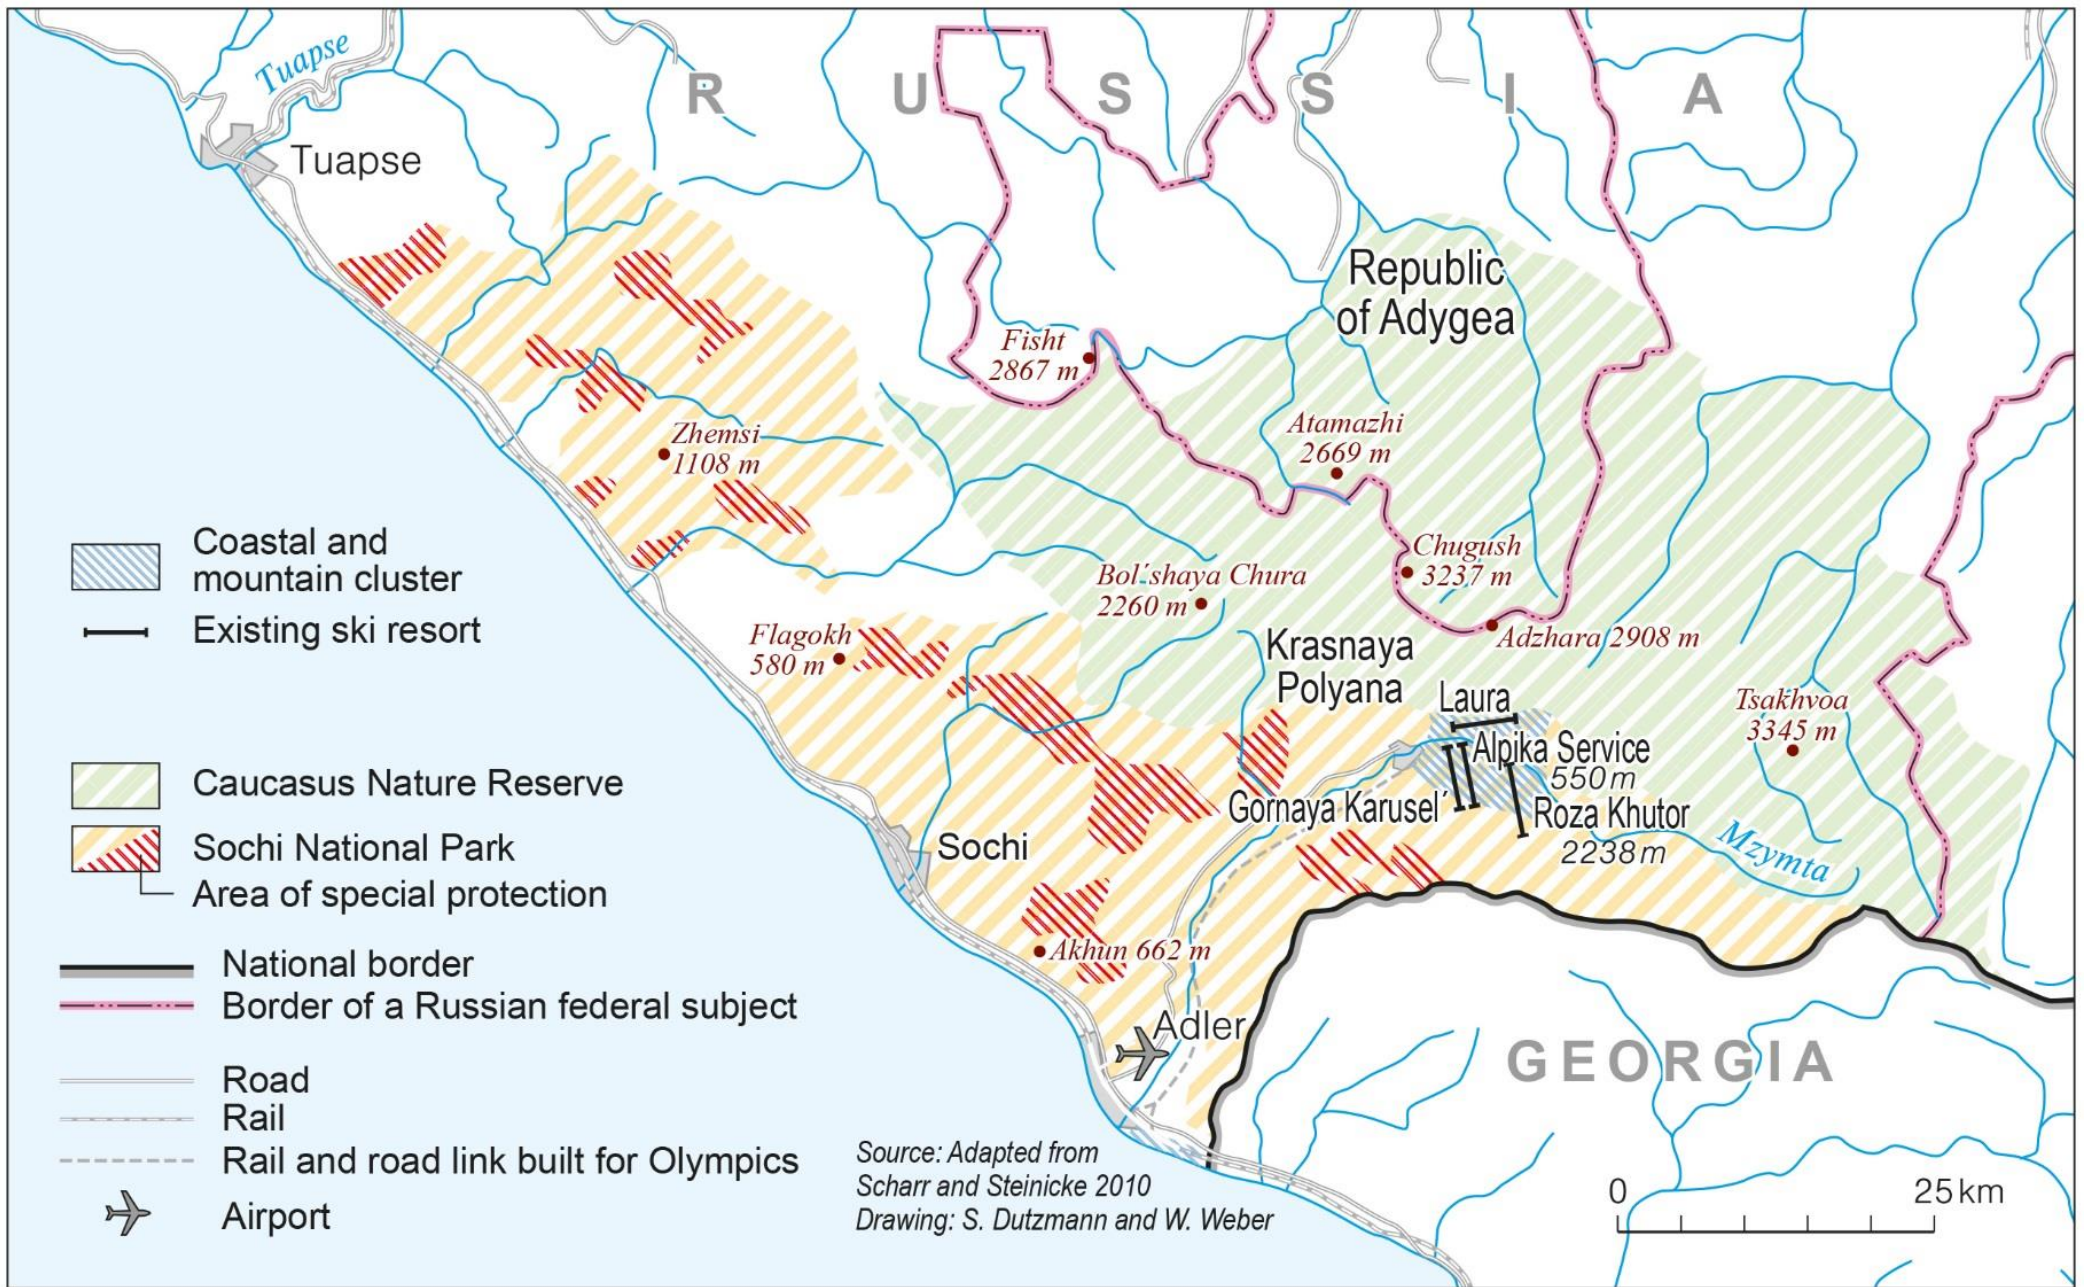 Tuapse
R U S S I A
Tuapse
Republic
of Adygea
Fisht
2867 m
Atamazhi
2669 m
Zhemsi
1108 m
Chugush
3237 m
Bol´shaya Chura
2260 m
Flagokh
580 m
Adzhara 2908 m
Krasnaya
Polyana
Laura
Tsakhvoa
3345 m
Alpika Service
550 m
Gornaya Karusel´
Roza Khutor
2238 m
Mzymta
Sochi
Akhun 662 m
Adler
GEORGIA
Coastal and
mountain cluster
Existing ski resort
Caucasus Nature Reserve
Sochi National Park
Area of special protection
National border
Border of a Russian federal subject
Road
Rail
Rail and road link built for Olympics
Airport
Source: Adapted from
Scharr and Steinicke 2010
Drawing: S. Dutzmann and W. Weber
0 25 km